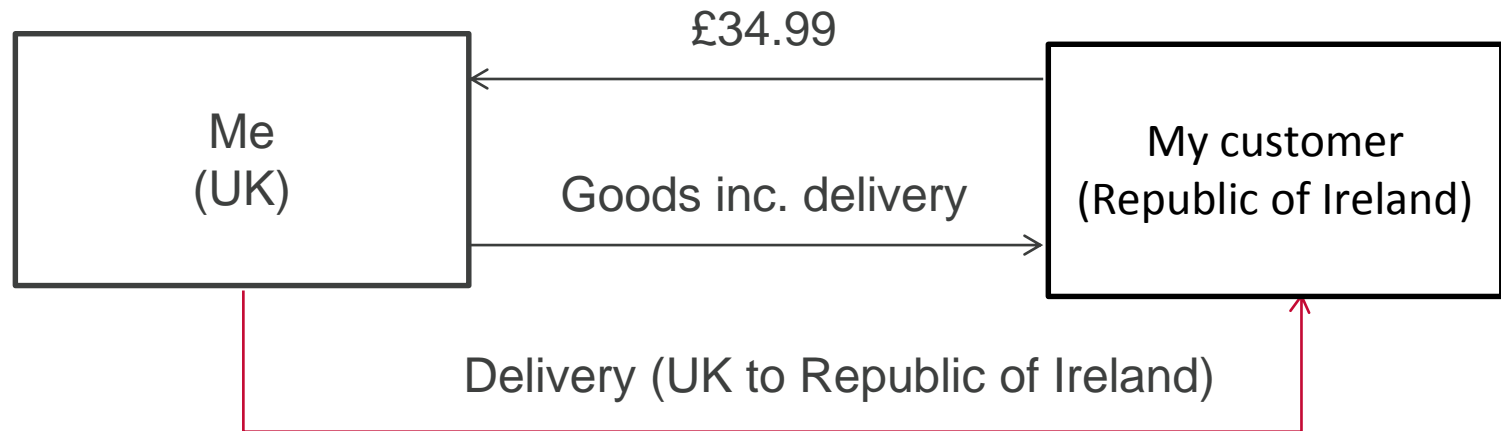 £34.99
Me
(UK)
Goods inc. delivery
My customer
(Republic of Ireland)
Delivery (UK to Republic of Ireland)